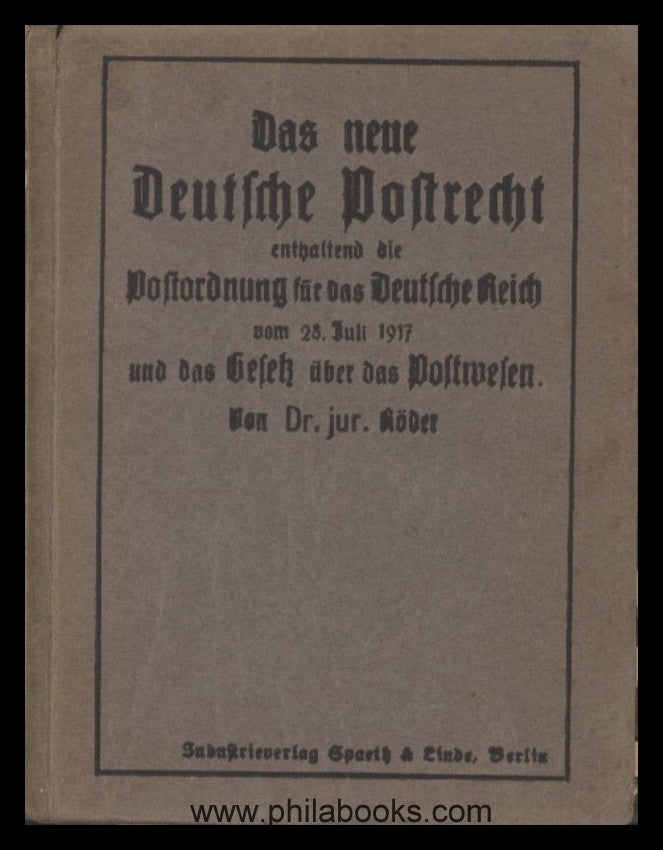 Das neue
Deutsche Postrecht
enthaltend die
Postordnung für das Deutsche Reich
vom 28. Juli 1917
und das Gesetz über das Postwesen.
Von Dr. jur. Röder
Industrieverlag Spaeth & Linde, Berlin
www.philabooks.com